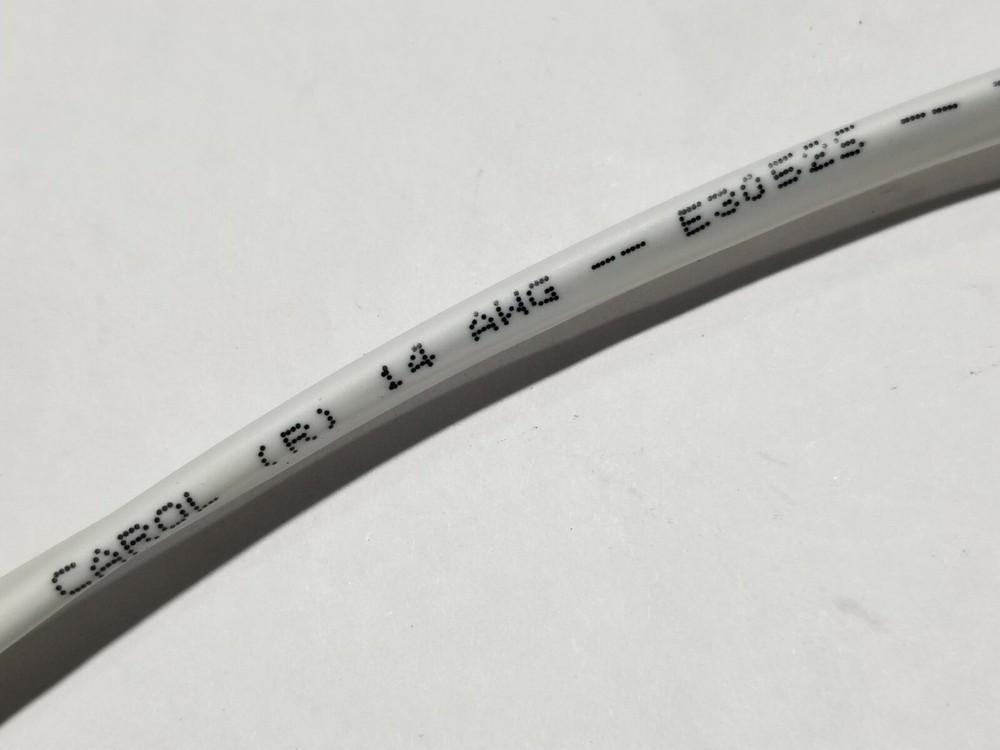 CAROL (R) 14 AWG -- E30525 --